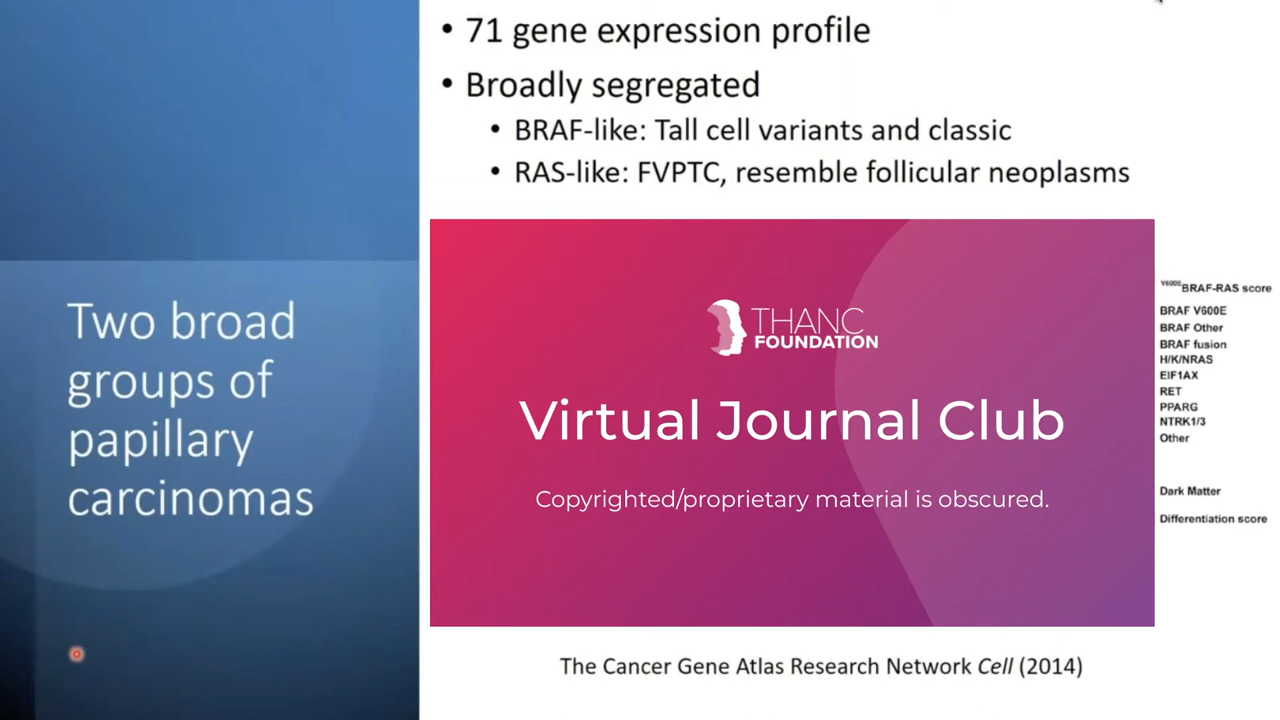 Two broad
groups of
papillary
carcinomas
• 71 gene expression profile
• Broadly segregated
• BRAF-like: Tall cell variants and classic
• RAS-like: FVPTC, resemble follicular neoplasms
THANC
FOUNDATION
Virtual Journal Club
Copyrighted/proprietary material is obscured.
V600EBRAF-RAS score
BRAF V600E
BRAF Other
BRAF fusion
H/K/NRAS
EIF1AX
RET
PPARG
NTRK1/3
Other
Dark Matter
Differentiation score
The Cancer Gene Atlas Research Network Cell (2014)